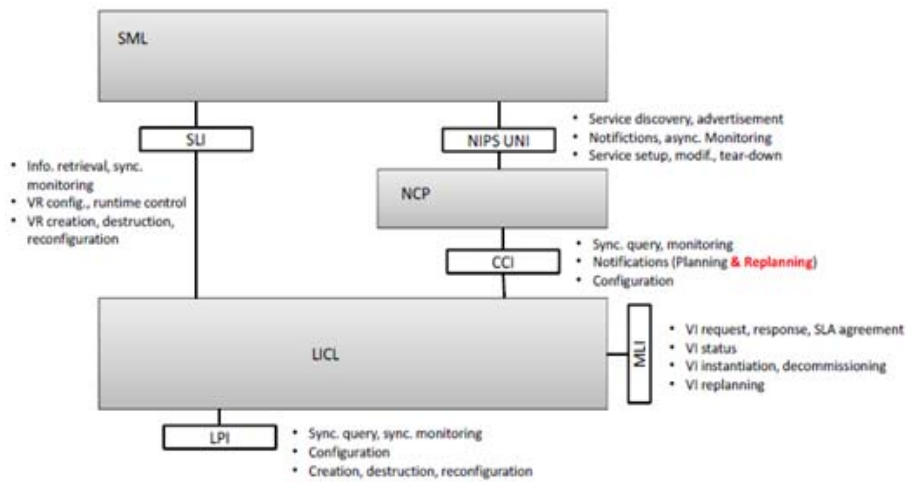 SML
SLI
NIPS UNI
• Service discovery, advertisement
• Notifictions, async. Monitoring
• Service setup, modif., tear-down
• Info. retrieval, sync.
monitoring
• VR config., runtime control
• VR creation, destruction,
reconfiguration
NCP
CCI
• Sync. query, monitoring
• Notifications (Planning & Replanning)
• Configuration
LICL
MLI
• VI request, response, SLA agreement
• VI status
• VI instantiation, decommissioning
• VI replanning
LPI
• Sync. query, sync. monitoring
• Configuration
• Creation, destruction, reconfiguration